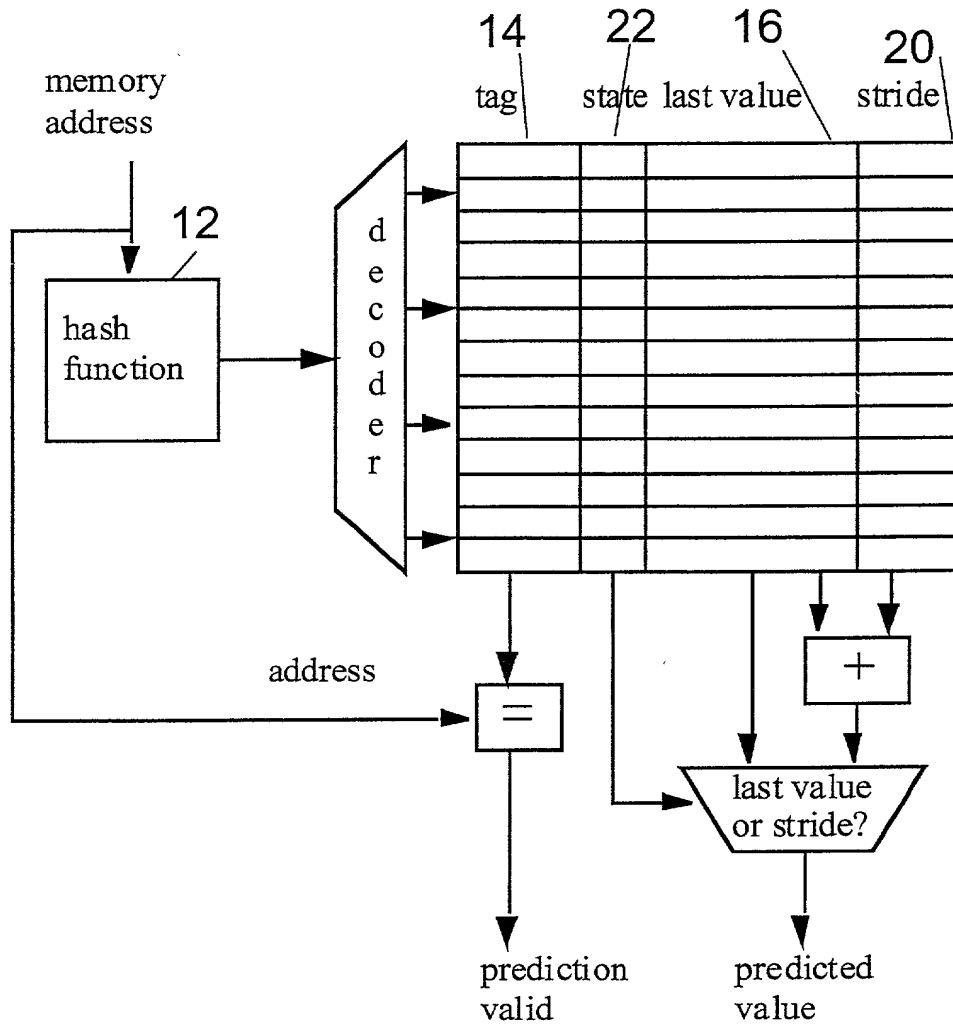 14 22 16 20
memory
address
tag state last value stride
12
hash
function
decoder
address
=
+
last value
or stride?
prediction
valid
predicted
value